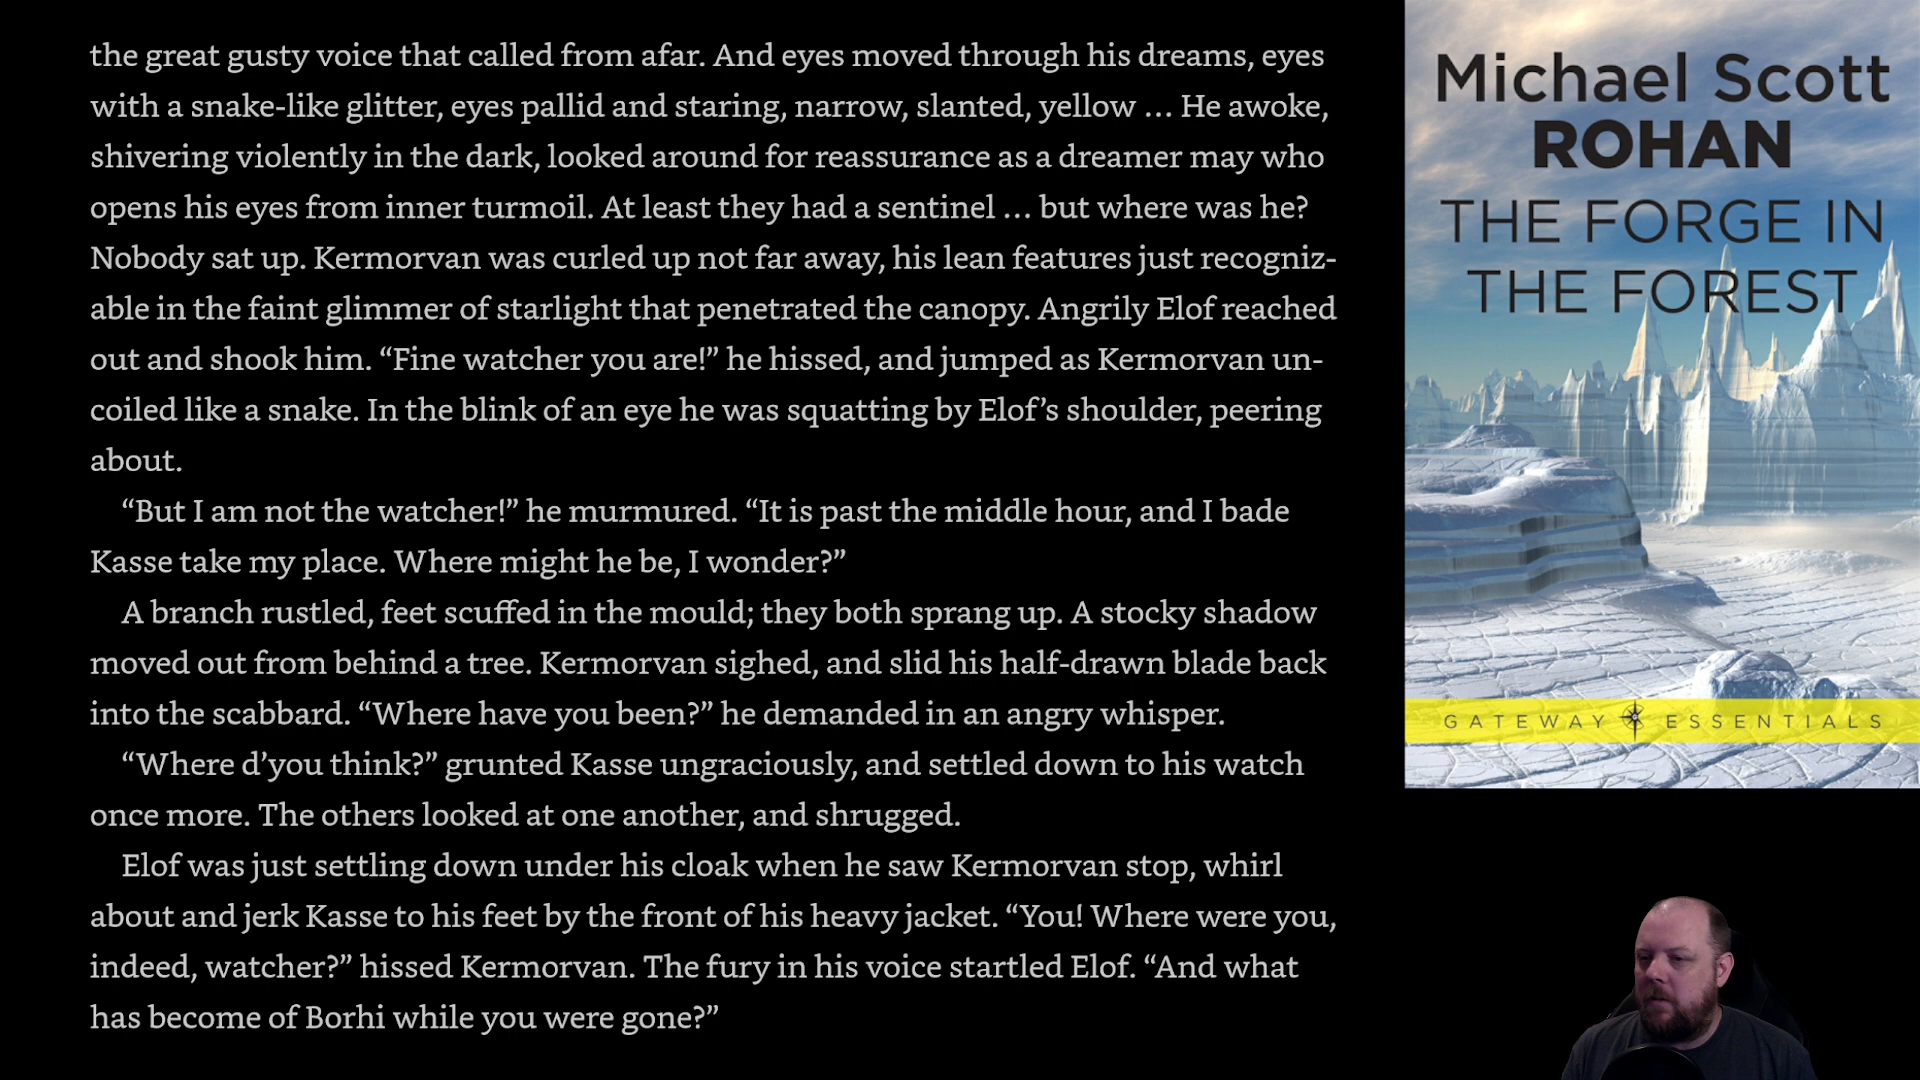 the great gusty voice that called from afar. And eyes moved through his dreams, eyes
with a snake-like glitter, eyes pallid and staring, narrow, slanted, yellow … He awoke,
shivering violently in the dark, looked around for reassurance as a dreamer may who
opens his eyes from inner turmoil. At least they had a sentinel … but where was he?
Nobody sat up. Kermorvan was curled up not far away, his lean features just recogniz-
able in the faint glimmer of starlight that penetrated the canopy. Angrily Elof reached
out and shook him. “Fine watcher you are!” he hissed, and jumped as Kermorvan un-
coiled like a snake. In the blink of an eye he was squatting by Elof’s shoulder, peering
about.
“But I am not the watcher!” he murmured. “It is past the middle hour, and I bade
Kasse take my place. Where might he be, I wonder?”
A branch rustled, feet scuffed in the mould; they both sprang up. A stocky shadow
moved out from behind a tree. Kermorvan sighed, and slid his half-drawn blade back
into the scabbard. “Where have you been?” he demanded in an angry whisper.
“Where d’you think?” grunted Kasse ungraciously, and settled down to his watch
once more. The others looked at one another, and shrugged.
Elof was just settling down under his cloak when he saw Kermorvan stop, whirl
about and jerk Kasse to his feet by the front of his heavy jacket. “You! Where were you,
indeed, watcher?” hissed Kermorvan. The fury in his voice startled Elof. “And what
has become of Borhi while you were gone?”
Michael Scott
ROHAN
THE FORGE IN
THE FOREST
GATEWAY ESSENTIALS